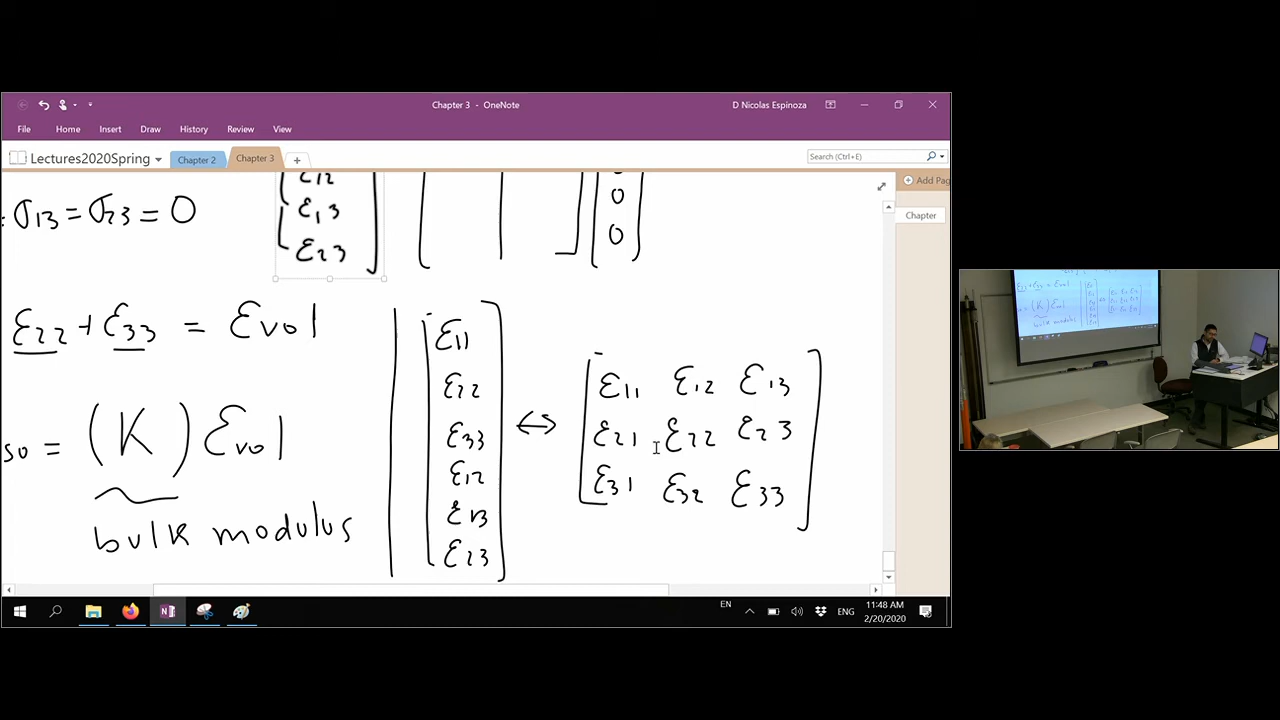 Chapter 3 - OneNote
D Nicolas Espinoza
File Home Insert Draw History Review View
Lectures2020Spring Chapter 2 Chapter 3 +
Search (Ctrl+E)
Add Pag
Chapter
: σ13 = σ23 = 0
ε12
ε13
ε23
0
0
ε22 + ε33 = εvol
so = (K) εvol
bulk modulus
ε11
ε22
ε33
ε12
ε13
ε23
⇔
ε11 ε12 ε13
ε21 ε22 ε23
ε31 ε32 ε33
EN
ENG
11:48 AM
2/20/2020